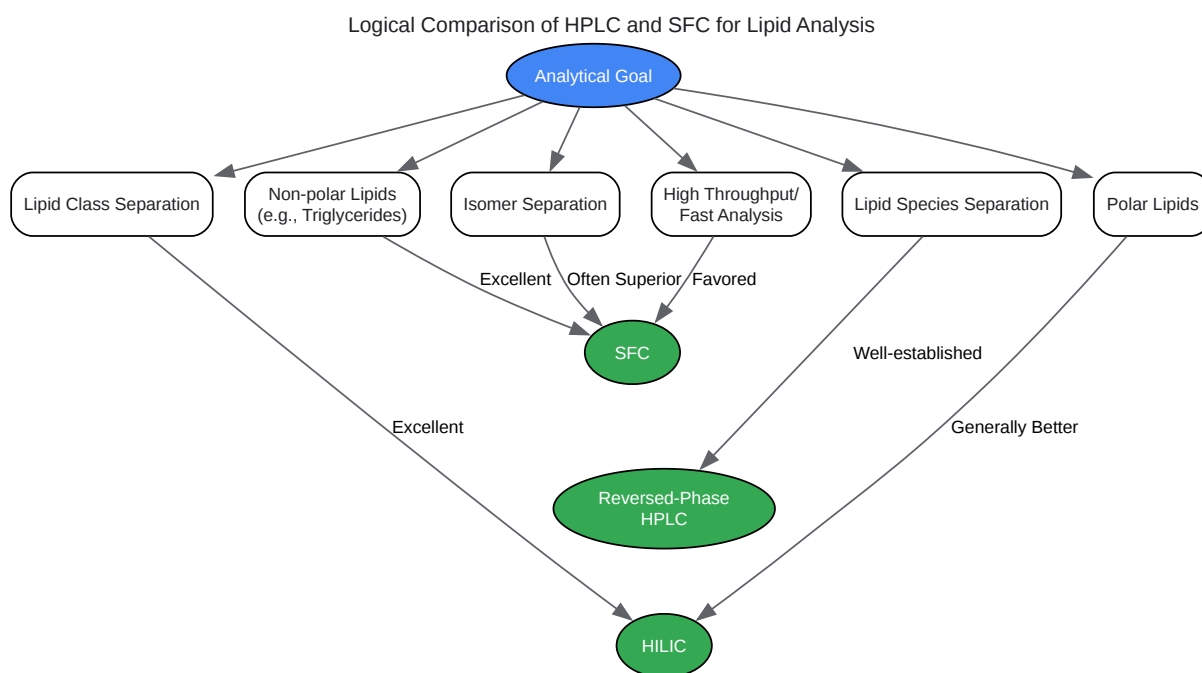 Logical Comparison of HPLC and SFC for Lipid Analysis
Analytical Goal
Lipid Class Separation
Non-polar Lipids
(e.g., Triglycerides)
Isomer Separation
High Throughput/
Fast Analysis
Lipid Species Separation
Polar Lipids
Excellent
Often Superior
Favored
SFC
Well-established
Excellent
Generally Better
Reversed-Phase
HPLC
HILIC